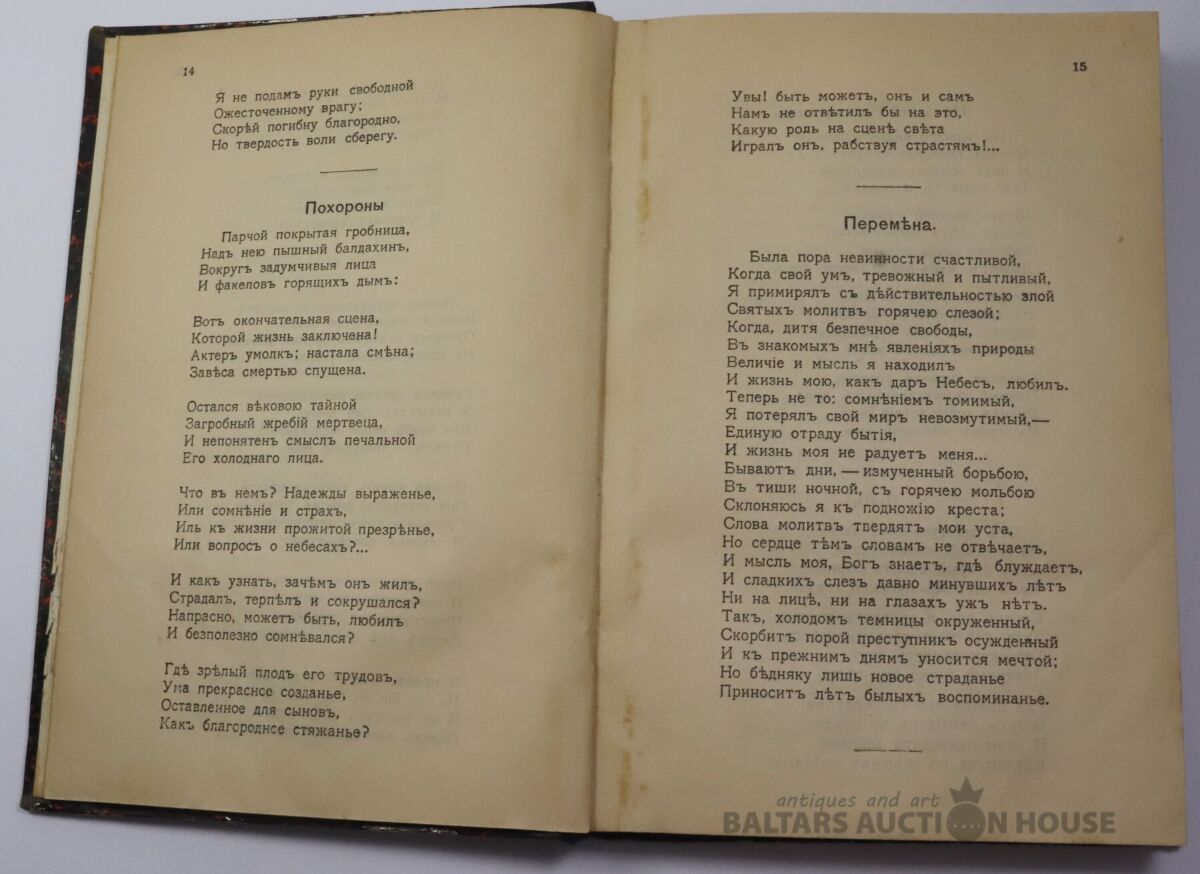 14
Я не подамъ руки свободной
Ожесточенному врагу;
Скорѣй погибну благородно,
Но твердость воли сберегу.
Похороны
Парчой покрытая гробница,
Надъ нею пышный балдахинъ,
Вокругъ задумчивыя лица
И факеловъ горящихъ дымъ:
Вотъ окончательная сцена,
Которой жизнь заключена!
Актеръ умолкъ; настала смѣна;
Завѣса смертью спущена.
Остался вѣковою тайной
Загробный жребій мертвеца,
И непонятенъ смыслъ печальной
Его холоднаго лица.
Что въ немъ? Надежды выраженье,
Или сомнѣніе и страхъ,
Иль къ жизни прожитой презрѣнье,
Или вопросъ о небесахъ?...
И какъ узнать, зачѣмъ онъ жилъ,
Страдалъ, терпѣлъ и сокрушался?
Напрасно, можетъ быть, любилъ
И безполезно сомнѣвался?
Гдѣ зрѣлый плодъ его трудовъ,
Ума прекрасное созданье,
Оставленное для сыновъ,
Какъ благородное стяжанье?
15
Увы! быть можетъ, онъ и самъ
Намъ не отвѣтилъ бы на это,
Какую роль на сценѣ свѣта
Игралъ онъ, рабствуя страстямъ!...
Перемѣна.
Была пора невинности счастливой,
Когда свой умъ, тревожный и пытливый,
Я примирялъ съ дѣйствительностью злой
Святыхъ молитвъ горячею слезой;
Когда, дитя безпечное свободы,
Въ знакомыхъ мнѣ явленіяхъ природы
Величіе и мысль я находилъ
И жизнь мою, какъ даръ Небесъ, любилъ.
Теперь не то: сомнѣніемъ томимый,
Я потерялъ свой миръ невозмутимый,—
Единую отраду бытія,
И жизнь моя не радуетъ меня...
Бываютъ дни, — измученный борьбою,
Въ тиши ночной, съ горячею мольбою
Склоняюсь я къ подножію креста;
Слова молитвъ твердятъ мои уста,
Но сердце тѣмъ словамъ не отвѣчаетъ,
И мысль моя, Богъ знаетъ, гдѣ блуждаетъ,
И сладкихъ слезъ давно минувшихъ лѣтъ
Ни на лицѣ, ни на глазахъ ужъ нѣтъ.
Такъ, холодомъ темницы окруженный,
Скорбитъ порой преступникъ осужденный
И къ прежнимъ днямъ уносится мечтой;
Но бѣдняку лишь новое страданье
Приноситъ лѣтъ былыхъ воспоминанье.
antiques and art
BALTARS AUCTION HOUSE